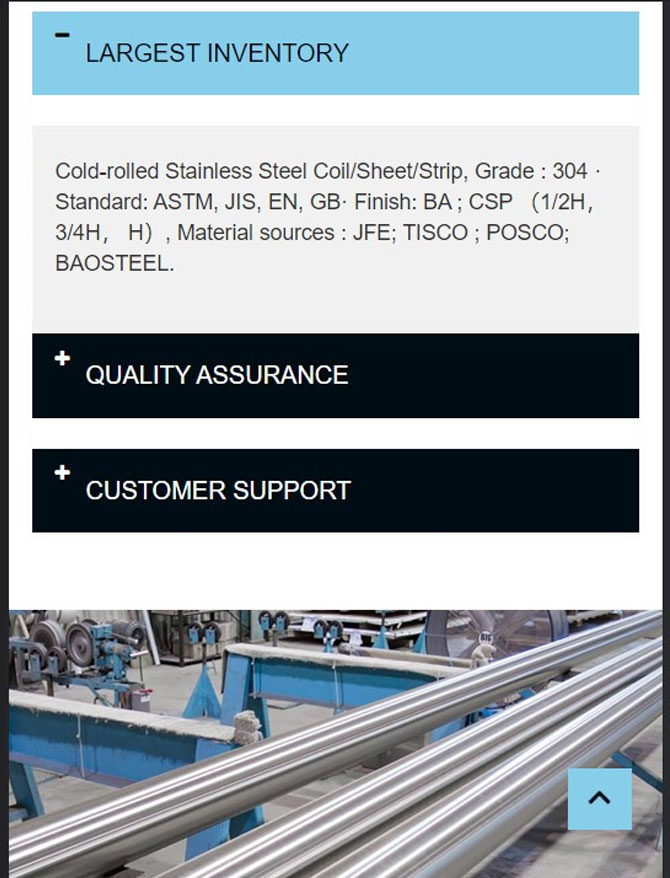 LARGEST INVENTORY
Cold-rolled Stainless Steel Coil/Sheet/Strip, Grade : 304 ·
Standard: ASTM, JIS, EN, GB· Finish: BA ; CSP （1/2H，
3/4H， H）, Material sources : JFE; TISCO ; POSCO;
BAOSTEEL.
QUALITY ASSURANCE
CUSTOMER SUPPORT
BIG